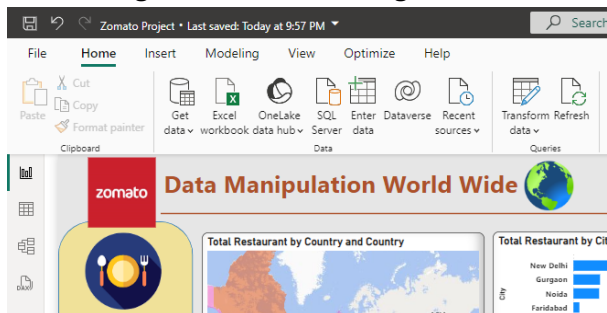 Zomato Project • Last saved: Today at 9:57 PM
Search
File Home Insert Modeling View Optimize Help
Paste
Cut
Copy
Format painter
Clipboard
Get data
Excel workbook
OneLake data hub
SQL Server
Enter data
Dataverse
Recent sources
Data
Transform data
Refresh
Queries
zomato
Data Manipulation World Wide
Total Restaurant by Country and Country
Total Restaurant by Cit
City
New Delhi
Gurgaon
Noida
Faridabad
DAX